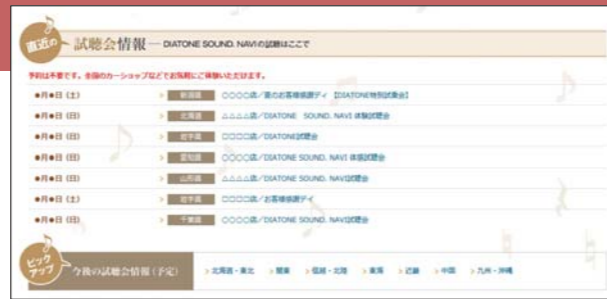 直近の 試聴会情報 — DIATONE SOUND. NAVIの試聴はここで
予約は不要です。全国のカーショップなどでお気軽にご体験いただけます。
●月●日（土） > 新潟県 ○○○○店／夏のお客様感謝ディ 【DIATONE特別試乗会】
●月●日（日） > 北海道 △△△△店／DIATONE SOUND. NAVI 体験試聴会
●月●日（日） > 岩手県 □□□□店／DIATONE試聴会
●月●日（日） > 愛知県 ○○○○店／DIATONE SOUND. NAVI 体感試聴会
●月●日（日） > 山形県 △△△△店／DIATONE SOUND. NAVI試聴会
●月●日（土） > 岩手県 □□□□店／お客様感謝ディ
●月●日（日） > 千葉県 ○○○○店／DIATONE SOUND. NAVI試聴会
ピックアップ 今後の試聴会情報（予定） > 北海道・東北 > 関東 > 信越・北陸 > 東海 > 近畿 > 中国 > 九州・沖縄